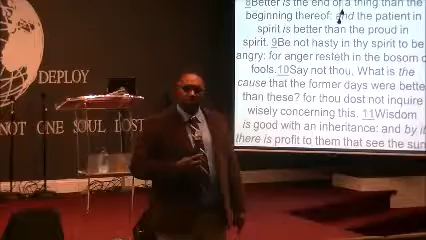 8Better is the end of a thing than the
beginning thereof: and the patient in
spirit is better than the proud in
spirit. 9Be not hasty in thy spirit to be
angry: for anger resteth in the bosom o
fools.10Say not thou, What is the
cause that the former days were bette
than these? for thou dost not inquire
wisely concerning this. 11Wisdom
is good with an inheritance: and by it
there is profit to them that see the sun
DEPLOY
NOT ONE SOUL LOST